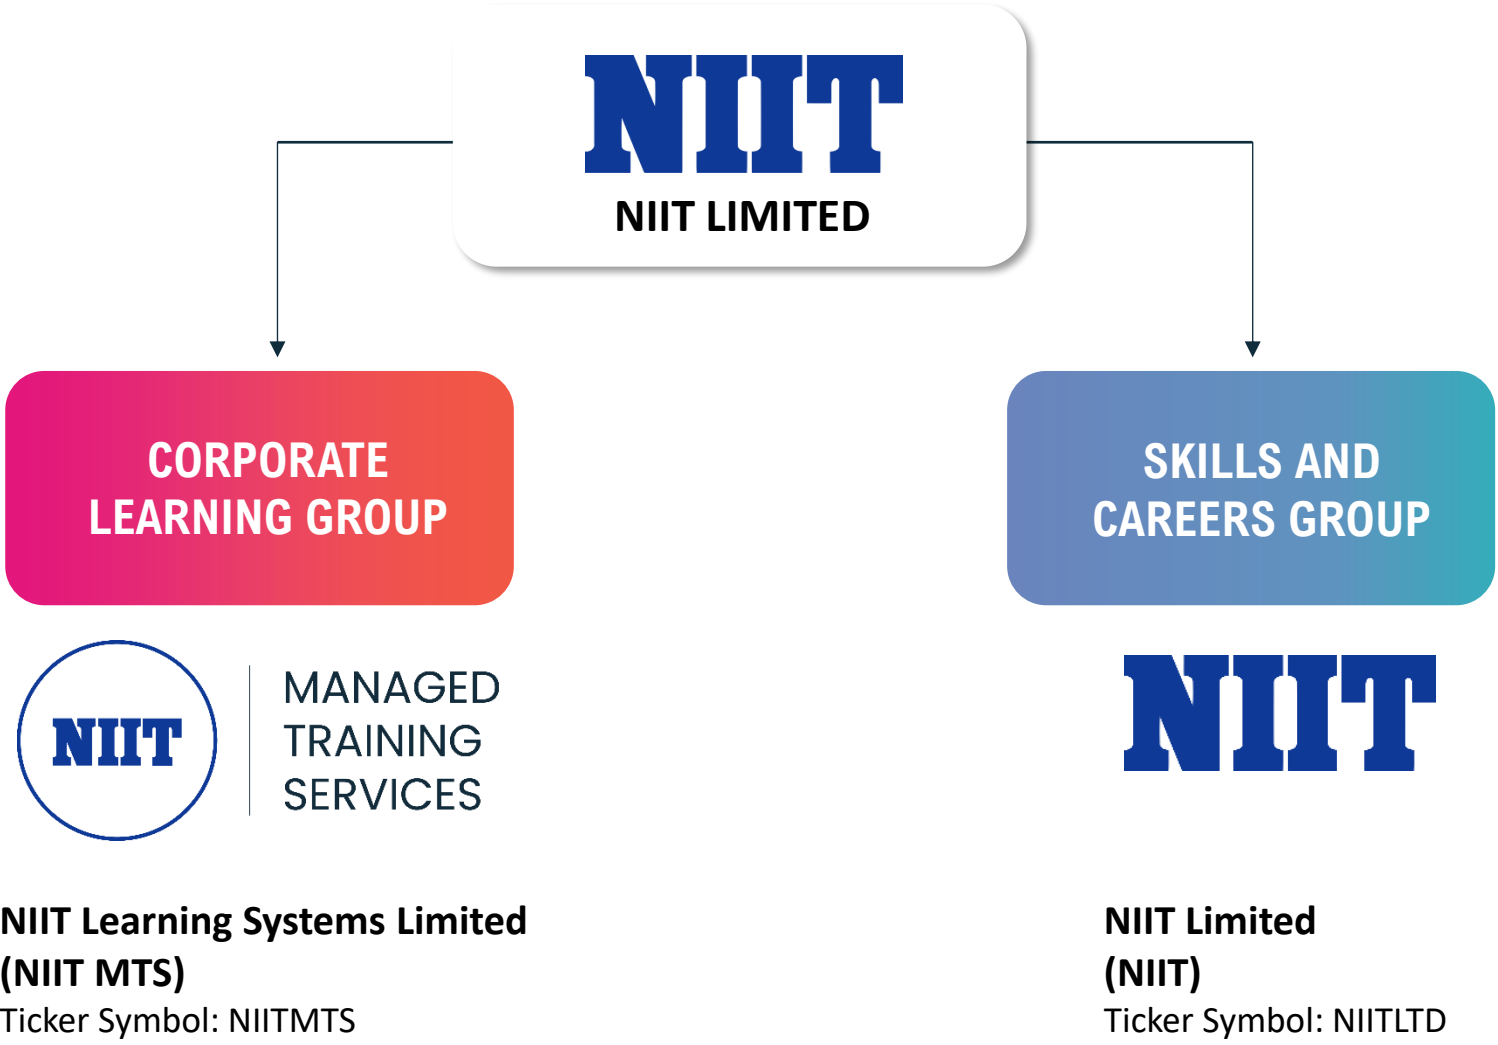 NIIT
NIIT LIMITED
CORPORATE
LEARNING GROUP
NIIT
MANAGED
TRAINING
SERVICES
NIIT Learning Systems Limited
(NIIT MTS)
Ticker Symbol: NIITMTS
SKILLS AND
CAREERS GROUP
NIIT
NIIT Limited
(NIIT)
Ticker Symbol: NIITLTD